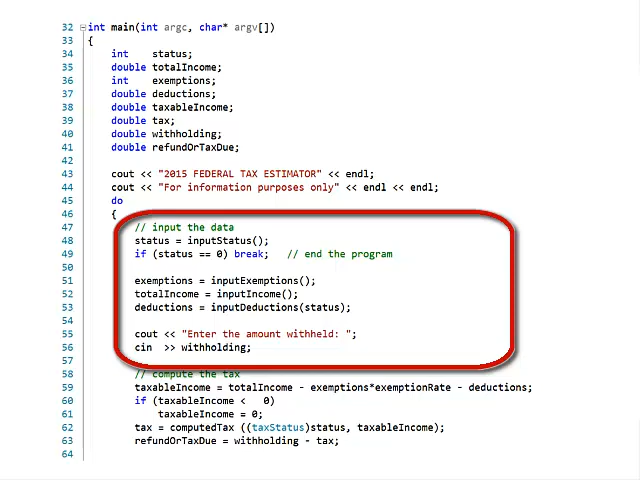 32 int main(int argc, char* argv[])
33 {
34 int status;
35 double totalIncome;
36 int exemptions;
37 double deductions;
38 double taxableIncome;
39 double tax;
40 double withholding;
41 double refundOrTaxDue;
42
43 cout << "2015 FEDERAL TAX ESTIMATOR" << endl;
44 cout << "For information purposes only" << endl << endl;
45 do
46 {
47 // input the data
48 status = inputStatus();
49 if (status == 0) break; // end the program
50
51 exemptions = inputExemptions();
52 totalIncome = inputIncome();
53 deductions = inputDeductions(status);
54
55 cout << "Enter the amount withheld: ";
56 cin >> withholding;
57
58 // compute the tax
59 taxableIncome = totalIncome - exemptions*exemptionRate - deductions;
60 if (taxableIncome < 0)
61 taxableIncome = 0;
62 tax = computedTax ((taxStatus)status, taxableIncome);
63 refundOrTaxDue = withholding - tax;
64